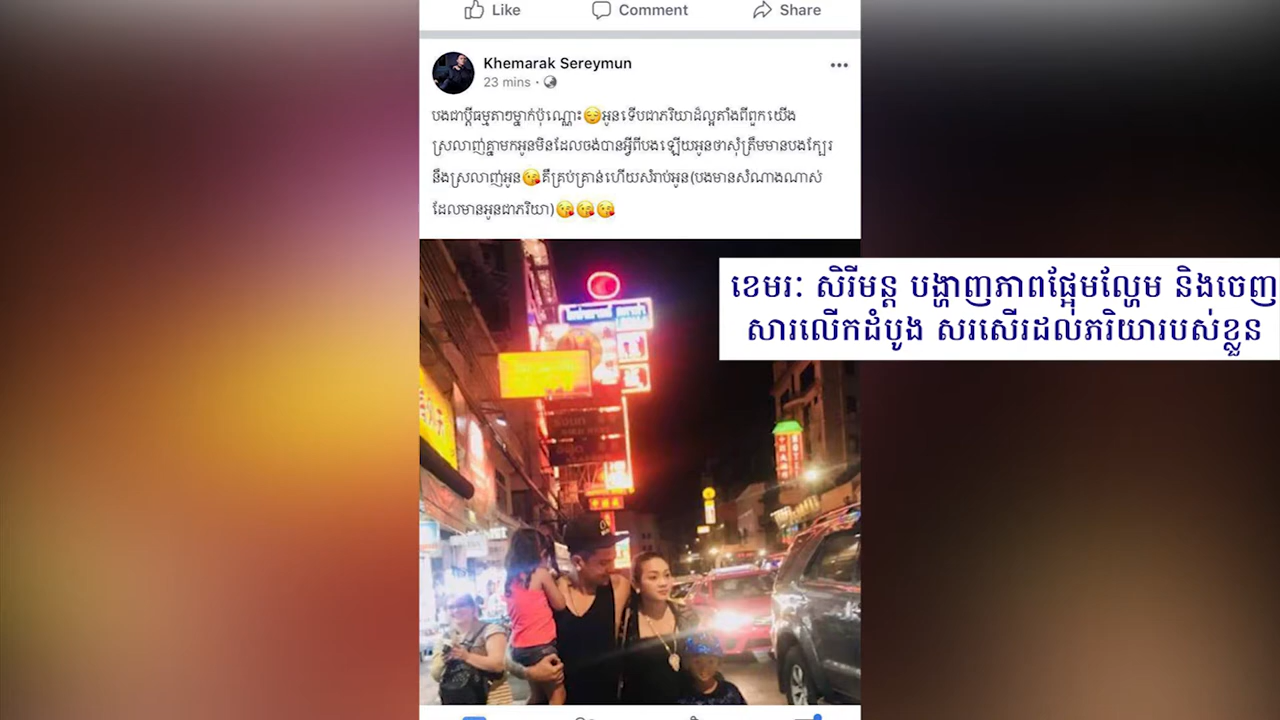 Like Comment Share
Khemarak Sereymun
23 mins
បងជាប្ដីធម្មតាៗម្នាក់ប៉ុណ្ណោះ😌អូនទើបជាភរិយាដ៏ល្អតាំងពីពួកយើង
ស្រលាញ់គ្នាមកអូនមិនដែលចង់បានអ្វីពីបងឡើយអូនថាសុំត្រឹមមានបងក្បែរ
នឹងស្រលាញ់អូន😘គឺគ្រប់គ្រាន់ហើយសំរាប់អូន(បងមានសំណាងណាស់
ដែលមានអូនជាភរិយា)😘😘😘
ខេមរៈ សិរីមន្ត បង្ហាញភាពផ្អែមល្ហែម និងចេញ
សារលើកដំបូង សរសើរដល់ភរិយារបស់ខ្លួន